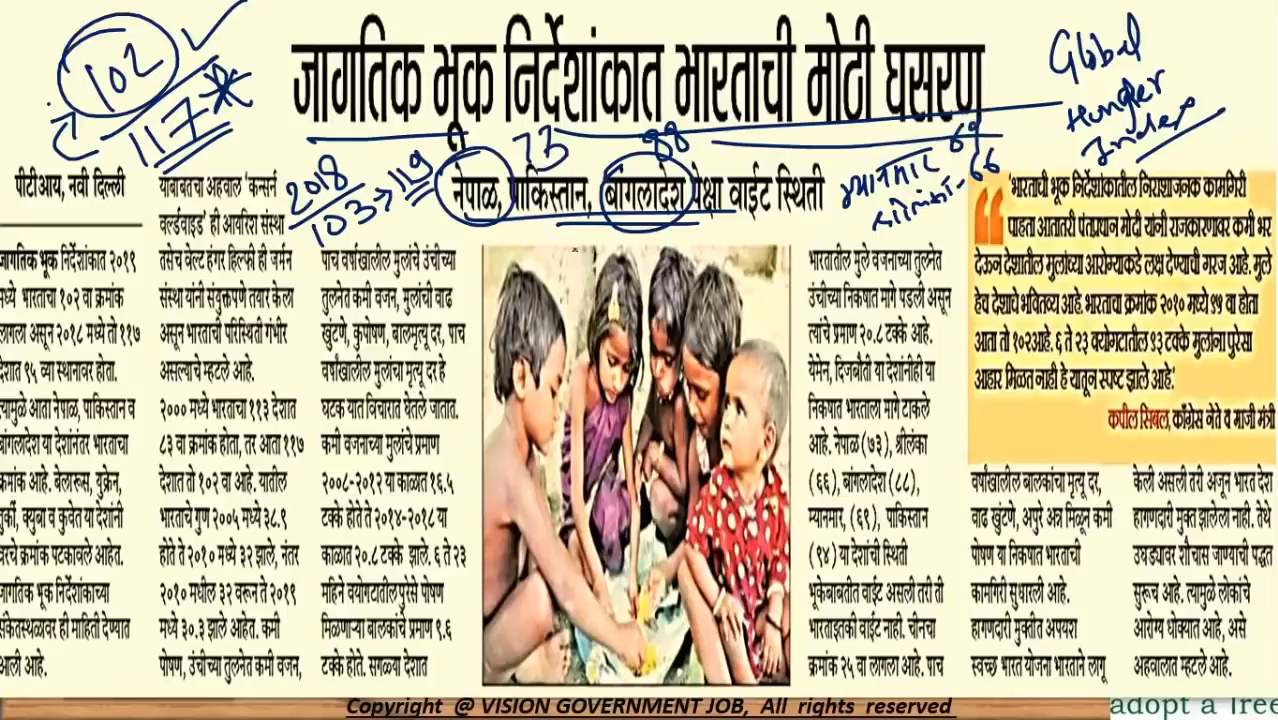 जागतिक भूक निर्देशांकात भारताची मोठी घसरण
नेपाळ, पाकिस्तान, बांगलादेश पेक्षा वाईट स्थिती
102
117*
2018
103 → 119
73
88
म्यानमार 69
श्रीलंका - 66
Global
Hunger
Index
पीटीआय, नवी दिल्ली
जागतिक भूक निर्देशांकात २०१९
मध्ये भारताचा १०२ वा क्रमांक
लागला असून २०१८ मध्ये तो ११७
देशात ९५ व्या स्थानावर होता.
त्यामुळे आता नेपाळ, पाकिस्तान व
बांगलादेश या देशांनंतर भारताचा
क्रमांक आहे. बेलारूस, युक्रेन,
तुर्की, क्युबा व कुवेत या देशांनी
वरचे क्रमांक पटकावले आहेत.
जागतिक भूक निर्देशांकाच्या
संकेतस्थळावर ही माहिती देण्यात
आली आहे.
याबाबतचा अहवाल 'कन्सर्न
वर्ल्डवाइड' ही आयरिश संस्था
तसेच वेल्ट हंगर हिल्फी ही जर्मन
संस्था यांनी संयुक्तपणे तयार केला
असून भारताची परिस्थिती गंभीर
असल्याचे म्हटले आहे.
२००० मध्ये भारताचा ११३ देशात
८३ वा क्रमांक होता, तर आता ११७
देशात तो १०२ वा आहे. यातील
भारताचे गुण २००५ मध्ये ३८.९
होते ते २०१० मध्ये ३२ झाले, नंतर
२०१० मधील ३२ वरून ते २०१९
मध्ये ३०.३ झाले आहेत. कमी
पोषण, उंचीच्या तुलनेत कमी वजन,
पाच वर्षाखालील मुलांचे उंचीच्या
तुलनेत कमी वजन, मुलांची वाढ
खुंटणे, कुपोषण, बालमृत्यू दर, पाच
वर्षाखालील मुलांचा मृत्यू दर हे
घटक यात विचारात घेतले जातात.
कमी वजनाच्या मुलांचे प्रमाण
२००८-२०१२ या काळात १६.५
टक्के होते ते २०१४-२०१८ या
काळात २०.८ टक्के झाले. ६ ते २३
महिने वयोगटातील पुरेसे पोषण
मिळणाऱ्या बालकांचे प्रमाण ९.६
टक्के होते. सगळ्या देशात
भारतातील मुले वजनाच्या तुलनेत
उंचीच्या निकषात मागे पडली असून
त्यांचे प्रमाण २०.८ टक्के आहे.
येमेन, दिजबौती या देशांनीही या
निकषात भारताला मागे टाकले
आहे. नेपाळ (७३), श्रीलंका
(६६), बांगलादेश (८८),
म्यानमार, (६९), पाकिस्तान
(९४) या देशांची स्थिती
भूकेबाबतीत वाईट असली तरी ती
भारताइतकी वाईट नाही. चीनचा
क्रमांक २५ वा लागला आहे. पाच
'भारताची भूक निर्देशांकातील निराशाजनक कामगिरी
पाहता आतातरी पंतप्रधान मोदी यांनी राजकारणावर कमी भर
देऊन देशातील मुलांच्या आरोग्याकडे लक्ष देण्याची गरज आहे. मुले
हेच देशाचे भवितव्य आहे. भारताचा क्रमांक २०१० मध्ये ९५ वा होता
आता तो १०२आहे. ६ ते २३ वयोगटातील ९३ टक्के मुलांना पुरेसा
आहार मिळत नाही हे यातून स्पष्ट झाले आहे.'
कपील सिबल, काँग्रेस नेते व माजी मंत्री
वर्षाखालील बालकांचा मृत्यू दर,
वाढ खुंटणे, अपुरे अन्न मिळून कमी
पोषण या निकषात भारताची
कामगिरी सुधारली आहे.
हागणदारी मुक्तीत अपयश
स्वच्छ भारत योजना भारताने लागू
केली असली तरी अजून भारत देश
हागणदारी मुक्त झालेला नाही. तेथे
उघड्यावर शौचास जाण्याची पद्धत
सुरूच आहे. त्यामुळे लोकांचे
आरोग्य धोक्यात आहे, असे
अहवालात म्हटले आहे.
Copyright @ VISION GOVERNMENT JOB, All rights reserved
adopt a Tree